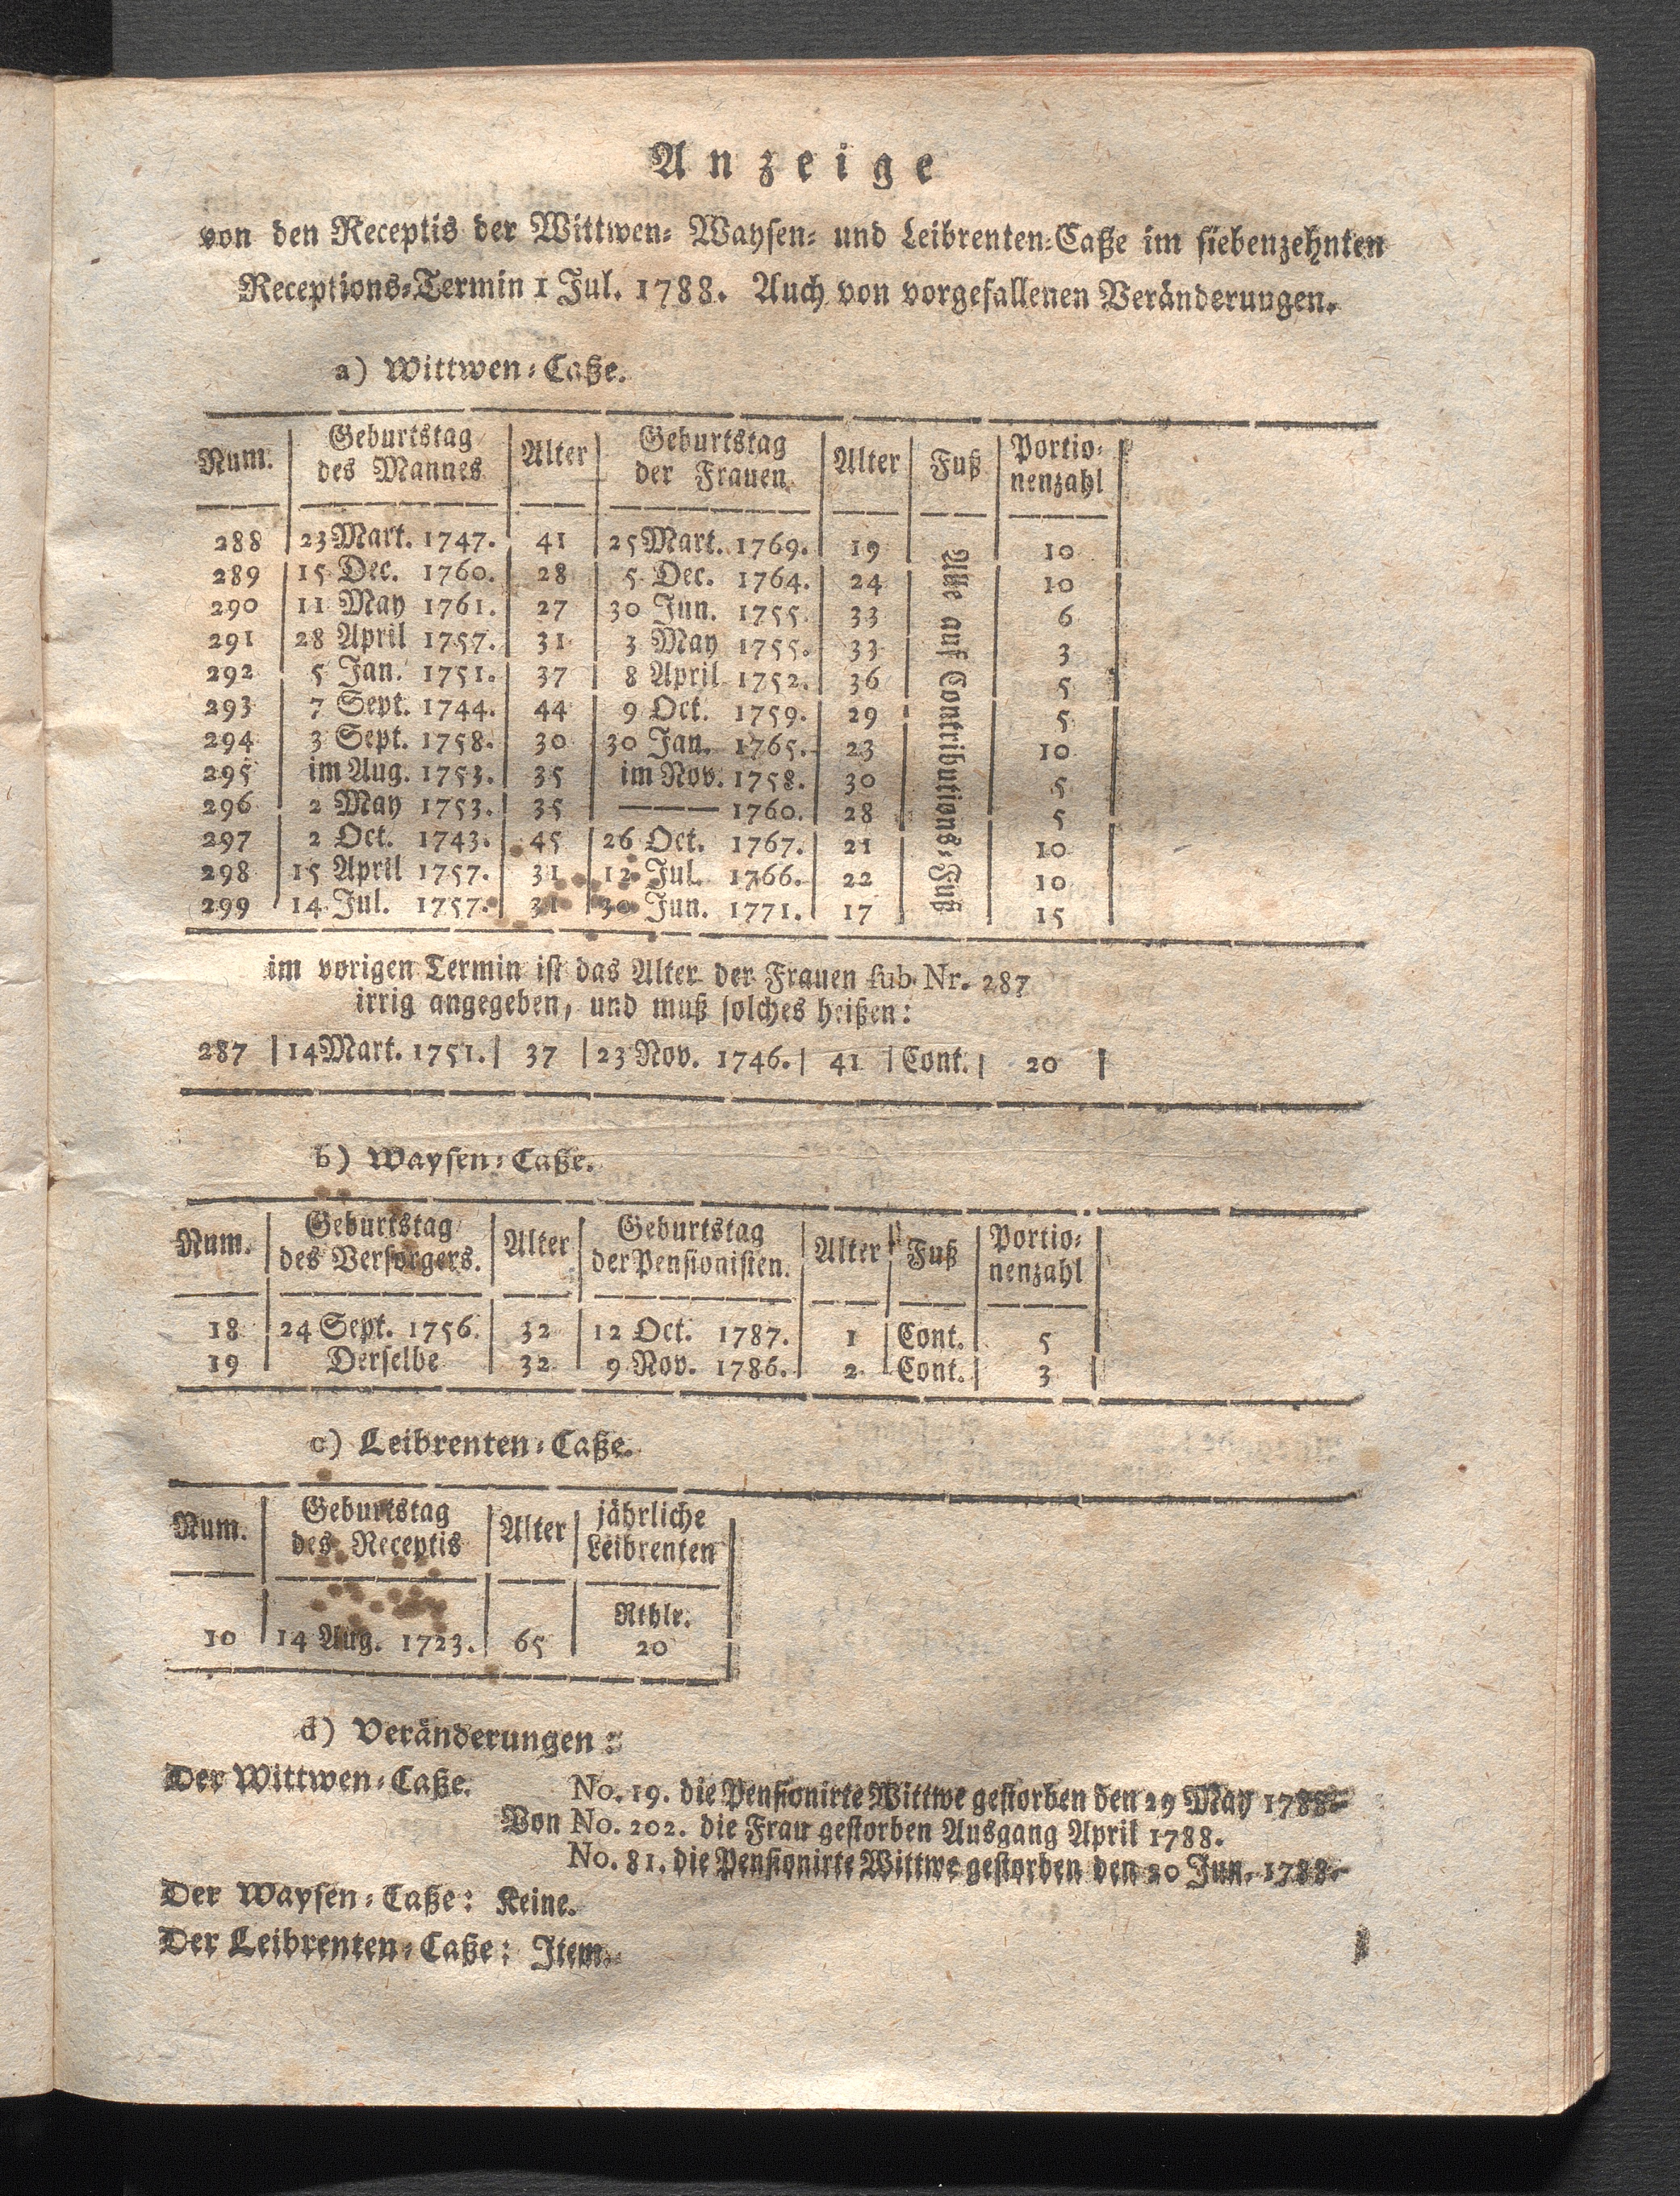 Anzeige
von den Receptis der Wittwen- Waysen- und Leibrenten-Caße im siebenzehnten
Receptions-Termin 1 Jul. 1788. Auch von vorgefallenen Veränderungen.
a) Wittwen-Caße.
Num. | Geburtstag des Mannes | Alter | Geburtstag der Frauen | Alter | Fuß | Portionenzahl
288 | 23 Mart. 1747. | 41 | 25 Mart. 1769. | 19 | 10
289 | 15 Dec. 1760. | 28 | 5 Dec. 1764. | 24 | 10
290 | 11 May 1761. | 27 | 30 Jun. 1755. | 33 | 6
291 | 28 April 1757. | 31 | 3 May 1755. | 33 | 3
292 | 5 Jan. 1751. | 37 | 8 April 1752. | 36 | 5
293 | 7 Sept. 1744. | 44 | 9 Oct. 1759. | 29 | 5
294 | 3 Sept. 1758. | 30 | 30 Jan. 1765. | 23 | 10
295 | im Aug. 1753. | 35 | im Nov. 1758. | 30 | 5
296 | 2 May 1753. | 35 | ——— 1760. | 28 | 5
297 | 2 Oct. 1743. | 45 | 26 Oct. 1767. | 21 | 10
298 | 15 April 1757. | 31 | 12 Jul. 1766. | 22 | 10
299 | 14 Jul. 1757. | 31 | 30 Jun. 1771. | 17 | 15
Alle auf Contributions-Fuß
im vorigen Termin ist das Alter der Frauen sub Nr. 287
irrig angegeben, und muß solches heißen:
287 | 14 Mart. 1751. | 37 | 23 Nov. 1746. | 41 | Cont. | 20
b) Waysen-Caße.
Num. | Geburtstag des Versorgers. | Alter | Geburtstag der Pensionisten. | Alter | Fuß | Portionenzahl
18 | 24 Sept. 1756. | 32 | 12 Oct. 1787. | 1 | Cont. | 5
19 | Derselbe | 32 | 9 Nov. 1786. | 2 | Cont. | 3
c) Leibrenten-Caße.
Num. | Geburtstag des Receptis | Alter | jährliche Leibrenten
Rthlr.
10 | 14 Aug. 1723. | 65 | 20
d) Veränderungen:
Der Wittwen-Caße. No. 19. die Pensionirte Wittwe gestorben den 29 May 1788.
Von No. 202. die Frau gestorben Ausgang April 1788.
No. 81. die Pensionirte Wittwe gestorben den 20 Jun. 1788.
Der Waysen-Caße: Keine.
Der Leibrenten-Caße: Item.